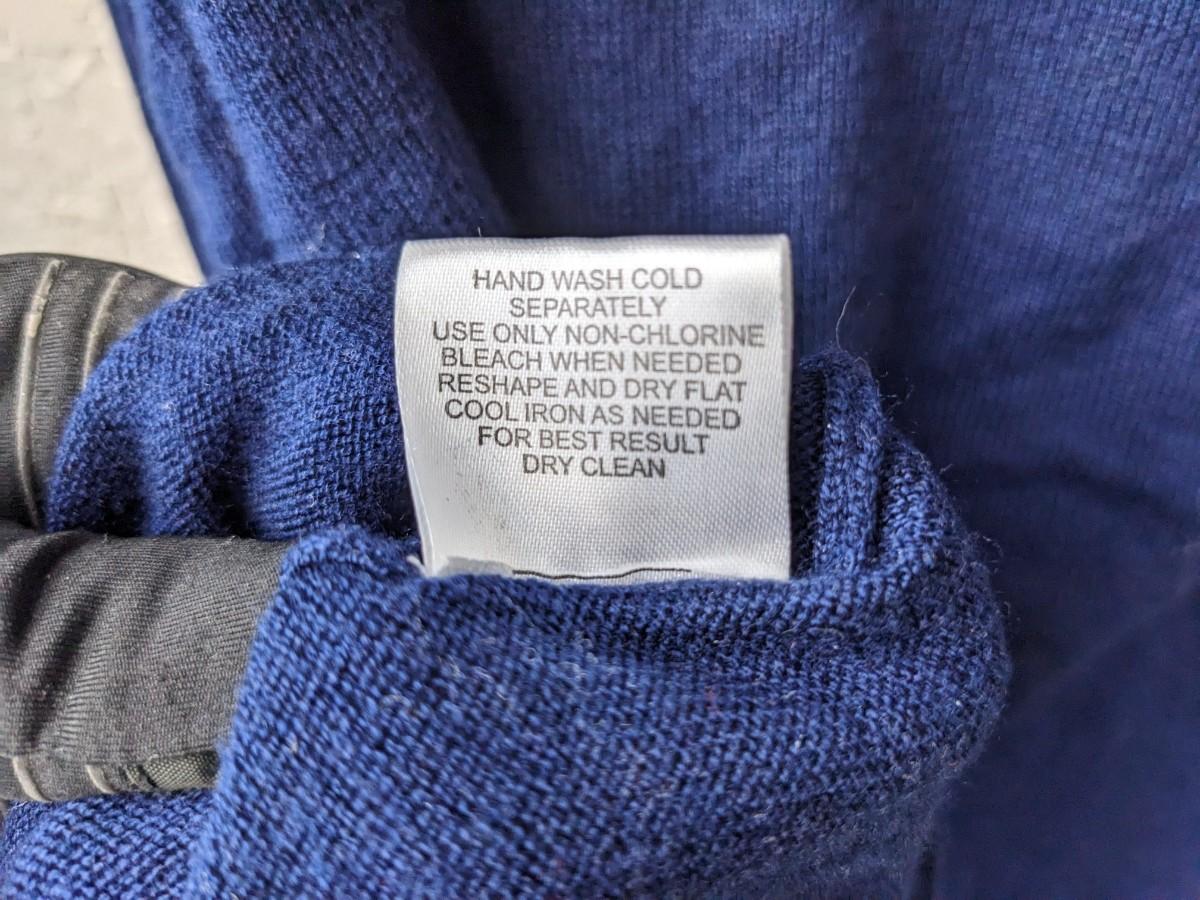 HAND WASH COLD
SEPARATELY
USE ONLY NON-CHLORINE
BLEACH WHEN NEEDED
RESHAPE AND DRY FLAT
COOL IRON AS NEEDED
FOR BEST RESULT
DRY CLEAN